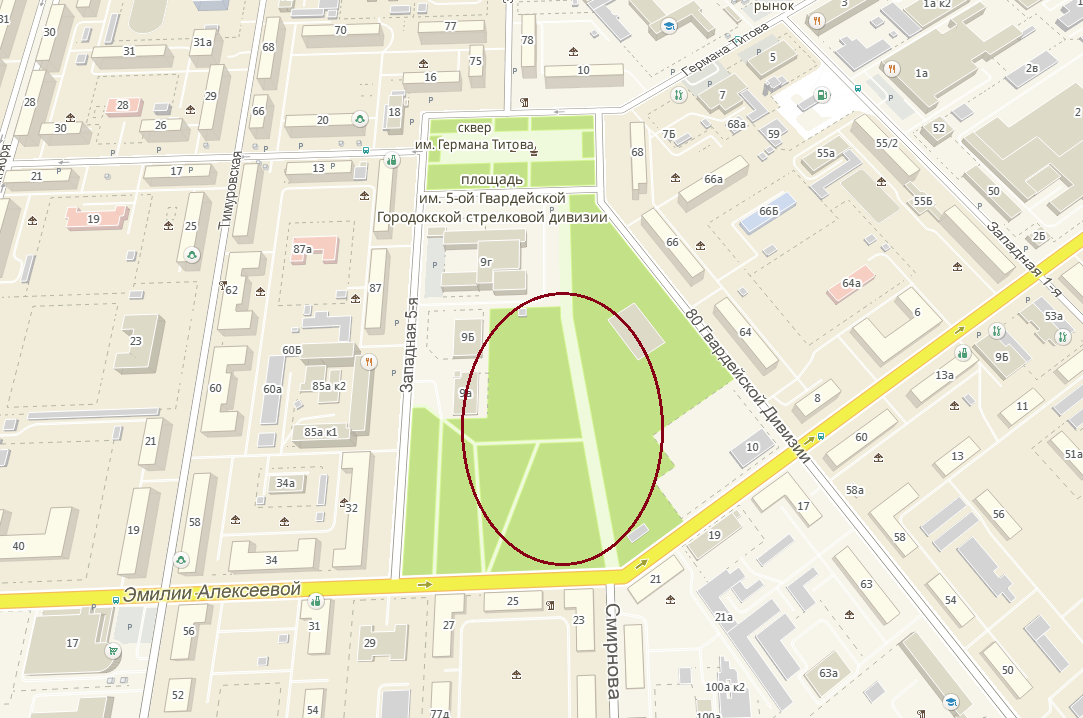 31
30
31
31а
70
77
78
рынок
3
1а к2
68
75
16
10
Германа Титова
5
1а
2в
28
28
29
66
20
18
7
2
30
26
сквер
им. Германа Титова
68
7Б
68а
59
55/2
52
21
17
13
55а
площадь
им. 5-ой Гвардейской
Городокской стрелковой дивизии
66а
50
55Б
19
25
Тимуровская
87а
66Б
66
2Б
Западная 1-я
9г
62
87
64а
6
53а
Западная 5-я
80 Гвардейской Дивизии
64
9Б
23
60Б
9Б
60
60а
85а к2
9а
13а
8
11
85а к1
21
10
60
13
51а
34а
58а
19
58
32
17
56
40
34
19
58
Эмилии Алексеевой
21
63
54
25
Смирнова
56
31
29
27
23
21а
17
63а
50
52
54
77д
100а к2
100а